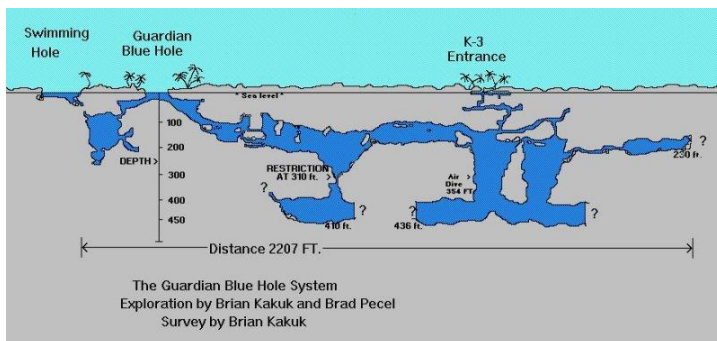 Swimming
Hole
Guardian
Blue Hole
K-3
Entrance
* Sea level *
100
200
DEPTH >
300
400
450
RESTRICTION
AT 310 ft. >
Air >
Dive
354 FT
?
230 ft.
?
?
410 ft.
?
436 ft.
?
Distance 2207 FT.
The Guardian Blue Hole System
Exploration by Brian Kakuk and Brad Pecel
Survey by Brian Kakuk